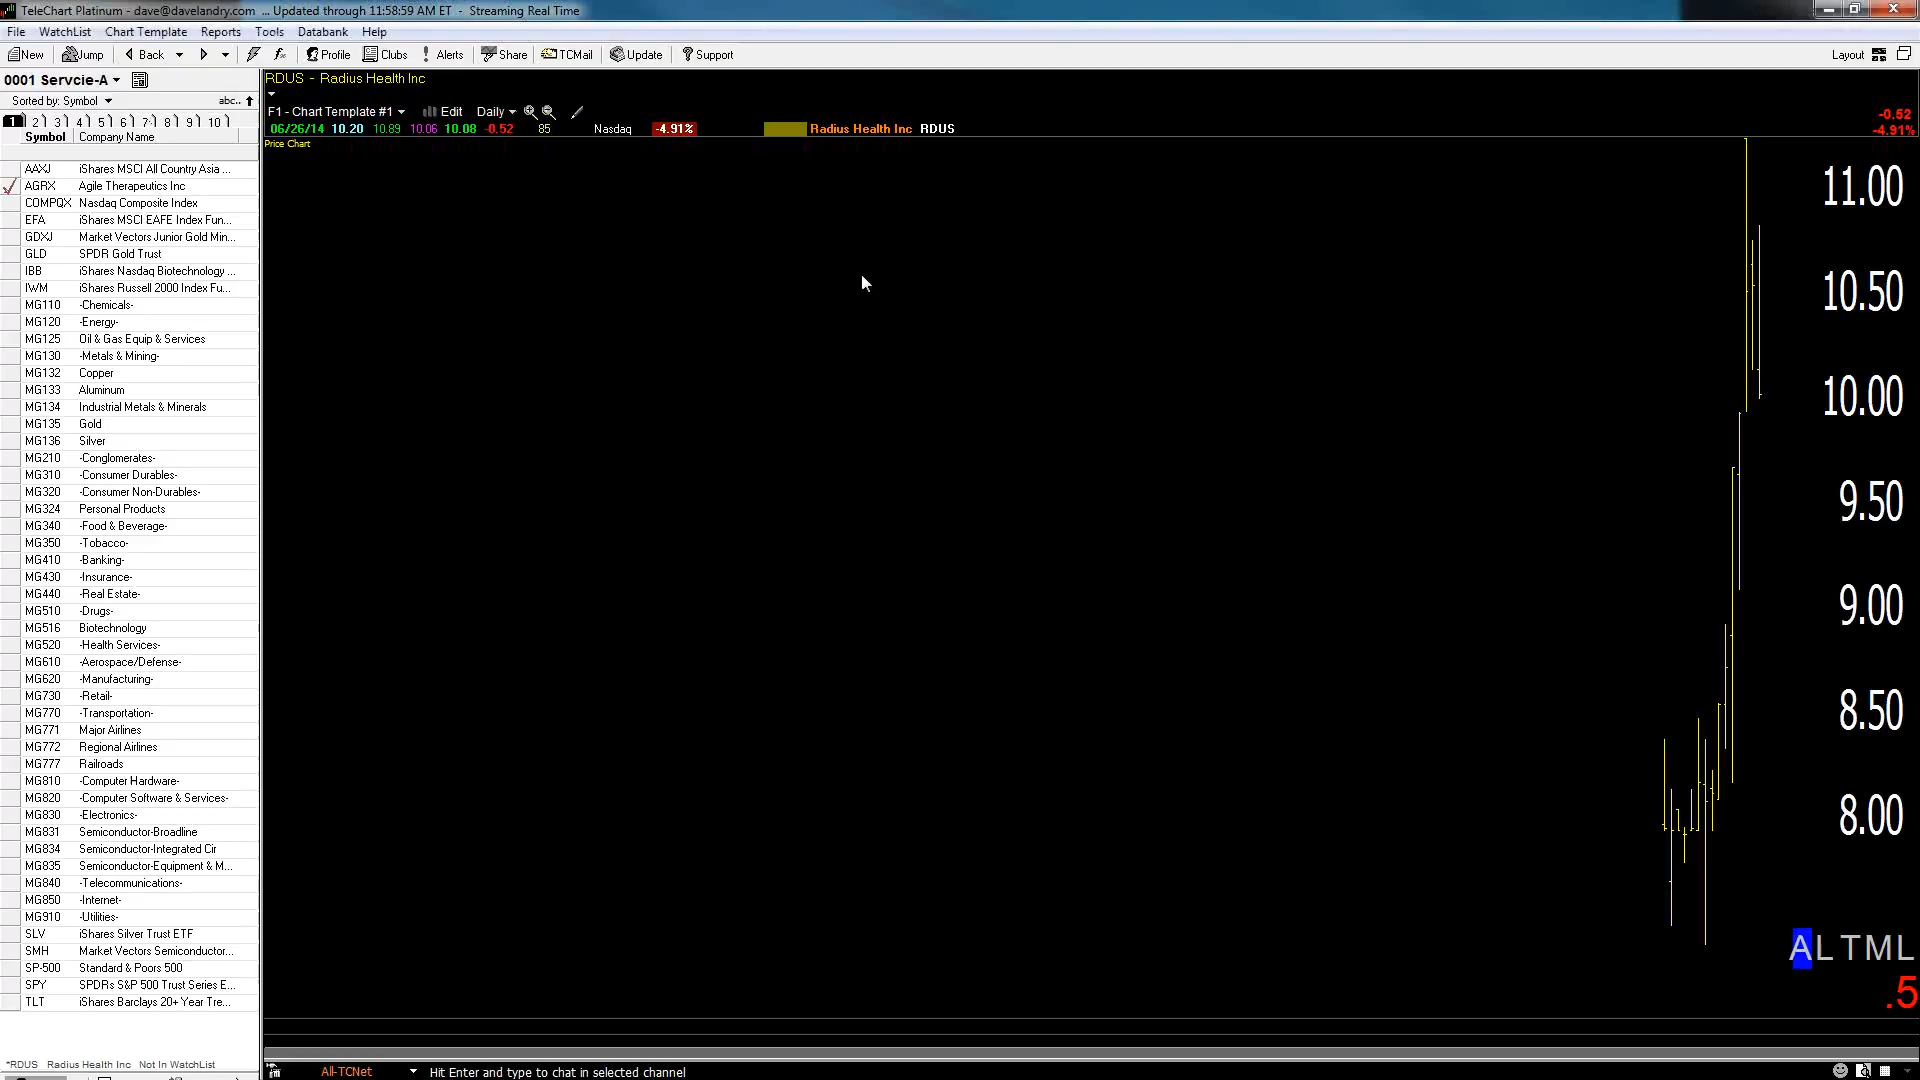 TeleChart Platinum - dave@davelandry.com ... Updated through 11:58:59 AM ET - Streaming Real Time
File WatchList Chart Template Reports Tools Databank Help
New Jump Back Profile Clubs Alerts Share TCMail Update Support Layout
0001 Servcie-A
Sorted by: Symbol abc..
1 2 3 4 5 6 7 8 9 10
Symbol Company Name
AAXJ iShares MSCI All Country Asia ...
AGRX Agile Therapeutics Inc
COMPQX Nasdaq Composite Index
EFA iShares MSCI EAFE Index Fun...
GDXJ Market Vectors Junior Gold Min...
GLD SPDR Gold Trust
IBB iShares Nasdaq Biotechnology ...
IWM iShares Russell 2000 Index Fu...
MG110 -Chemicals-
MG120 -Energy-
MG125 Oil & Gas Equip & Services
MG130 -Metals & Mining-
MG132 Copper
MG133 Aluminum
MG134 Industrial Metals & Minerals
MG135 Gold
MG136 Silver
MG210 -Conglomerates-
MG310 -Consumer Durables-
MG320 -Consumer Non-Durables-
MG324 Personal Products
MG340 -Food & Beverage-
MG350 -Tobacco-
MG410 -Banking-
MG430 -Insurance-
MG440 -Real Estate-
MG510 -Drugs-
MG516 Biotechnology
MG520 -Health Services-
MG610 -Aerospace/Defense-
MG620 -Manufacturing-
MG730 -Retail-
MG770 -Transportation-
MG771 Major Airlines
MG772 Regional Airlines
MG777 Railroads
MG810 -Computer Hardware-
MG820 -Computer Software & Services-
MG830 -Electronics-
MG831 Semiconductor-Broadline
MG834 Semiconductor-Integrated Cir
MG835 Semiconductor-Equipment & M...
MG840 -Telecommunications-
MG850 -Internet-
MG910 -Utilities-
SLV iShares Silver Trust ETF
SMH Market Vectors Semiconductor...
SP-500 Standard & Poors 500
SPY SPDRs S&P 500 Trust Series E...
TLT iShares Barclays 20+ Year Tre...
*RDUS Radius Health Inc Not In WatchList
RDUS - Radius Health Inc
F1 - Chart Template #1 Edit Daily
06/26/14 10.20 10.89 10.06 10.08 -0.52 85 Nasdaq -4.91% Radius Health Inc RDUS
-0.52
-4.91%
Price Chart
11.00
10.50
10.00
9.50
9.00
8.50
8.00
ALTML
.5
All-TCNet Hit Enter and type to chat in selected channel